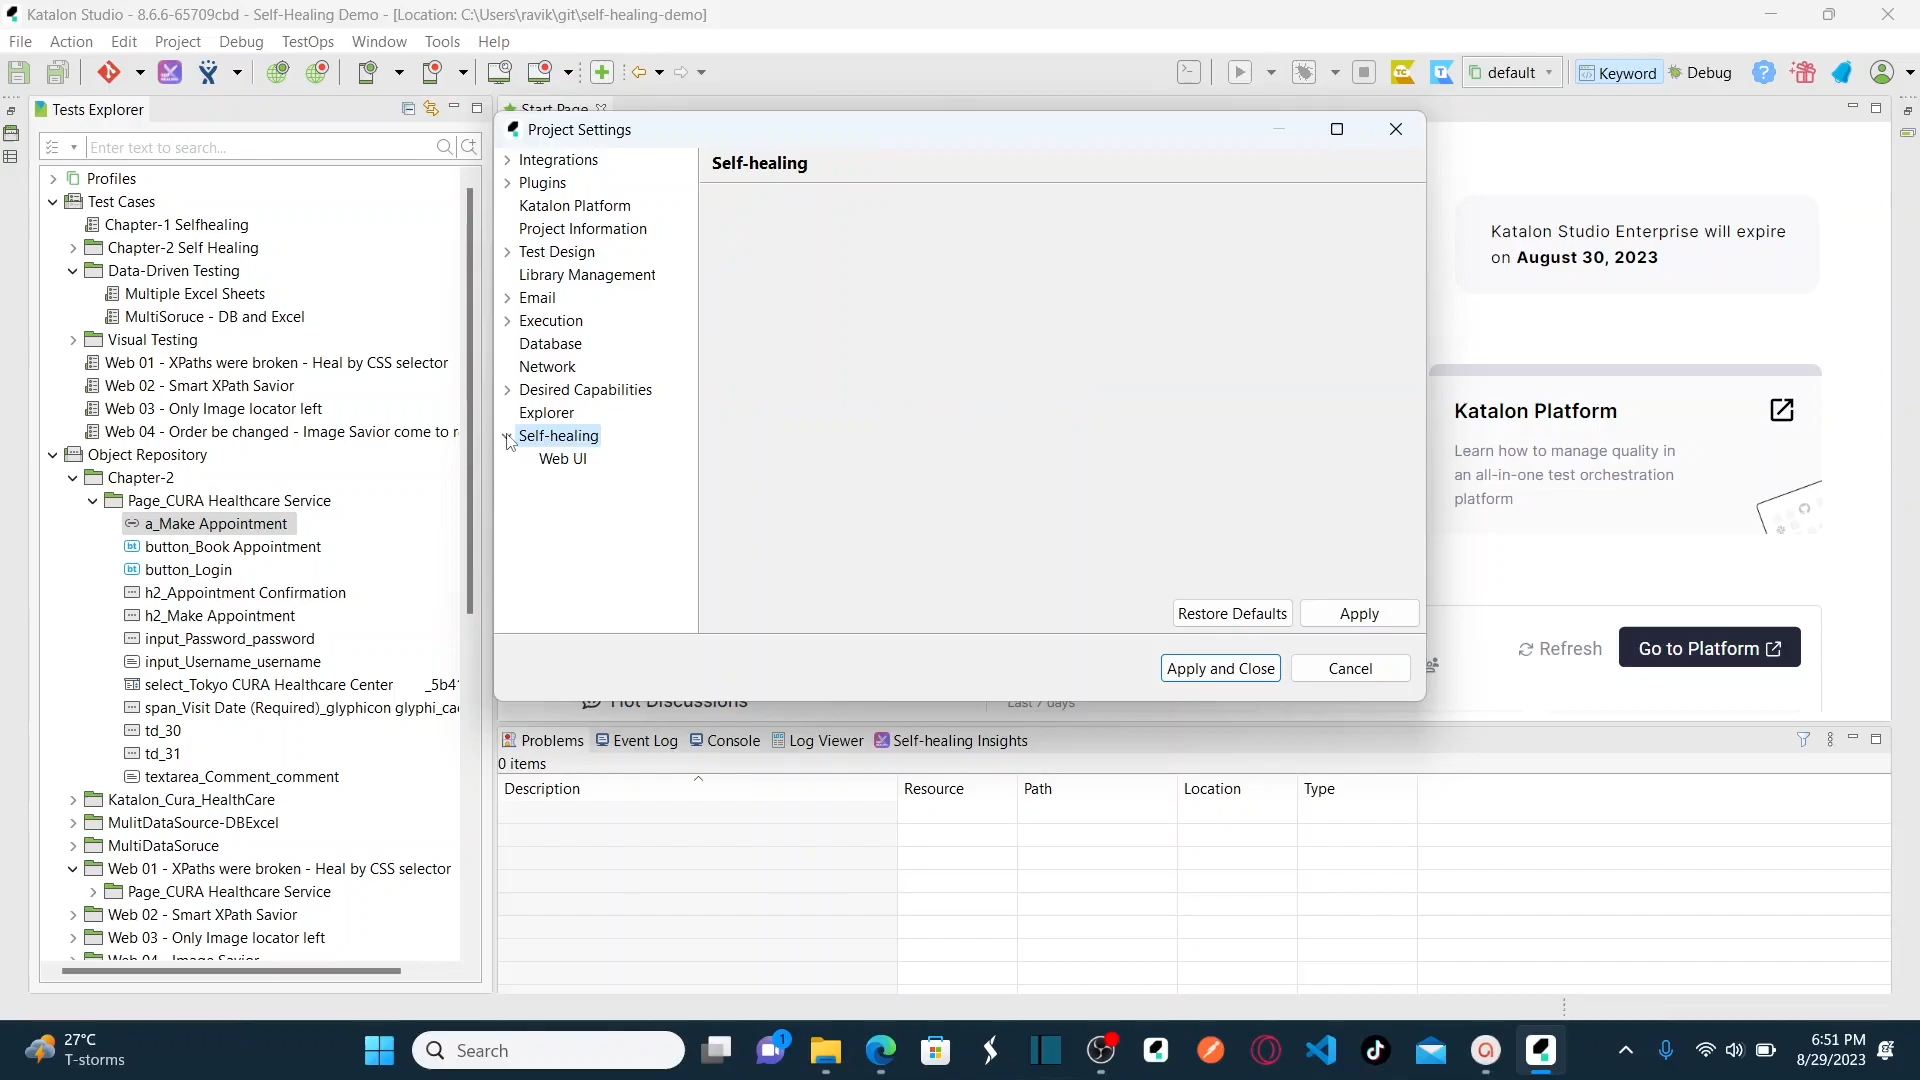 Katalon Studio - 8.6.6-65709cbd - Self-Healing Demo - [Location: C:\Users\ravik\git\self-healing-demo]
File Action Edit Project Debug TestOps Window Tools Help
default
Keyword
Debug
Tests Explorer
Start Page
Enter text to search...
Profiles
Test Cases
Chapter-1 Selfhealing
Chapter-2 Self Healing
Data-Driven Testing
Multiple Excel Sheets
MultiSoruce - DB and Excel
Visual Testing
Web 01 - XPaths were broken - Heal by CSS selector
Web 02 - Smart XPath Savior
Web 03 - Only Image locator left
Web 04 - Order be changed - Image Savior come to r
Object Repository
Chapter-2
Page_CURA Healthcare Service
a_Make Appointment
button_Book Appointment
button_Login
h2_Appointment Confirmation
h2_Make Appointment
input_Password_password
input_Username_username
select_Tokyo CURA Healthcare Center _5b4
span_Visit Date (Required)_glyphicon glyphi_ca
td_30
td_31
textarea_Comment_comment
Katalon_Cura_HealthCare
MulitDataSource-DBExcel
MultiDataSoruce
Web 01 - XPaths were broken - Heal by CSS selector
Page_CURA Healthcare Service
Web 02 - Smart XPath Savior
Web 03 - Only Image locator left
Web 04 - Image Savior
Project Settings
Integrations
Plugins
Katalon Platform
Project Information
Test Design
Library Management
Email
Execution
Database
Network
Desired Capabilities
Explorer
Self-healing
Web UI
Self-healing
Restore Defaults
Apply
Apply and Close
Cancel
Katalon Studio Enterprise will expire
on August 30, 2023
Katalon Platform
Learn how to manage quality in
an all-in-one test orchestration
platform
Refresh
Go to Platform
Hot Discussions
Last 7 days
Problems
Event Log
Console
Log Viewer
Self-healing Insights
0 items
Description Resource Path Location Type
27°C
T-storms
Search
1
6:51 PM
8/29/2023